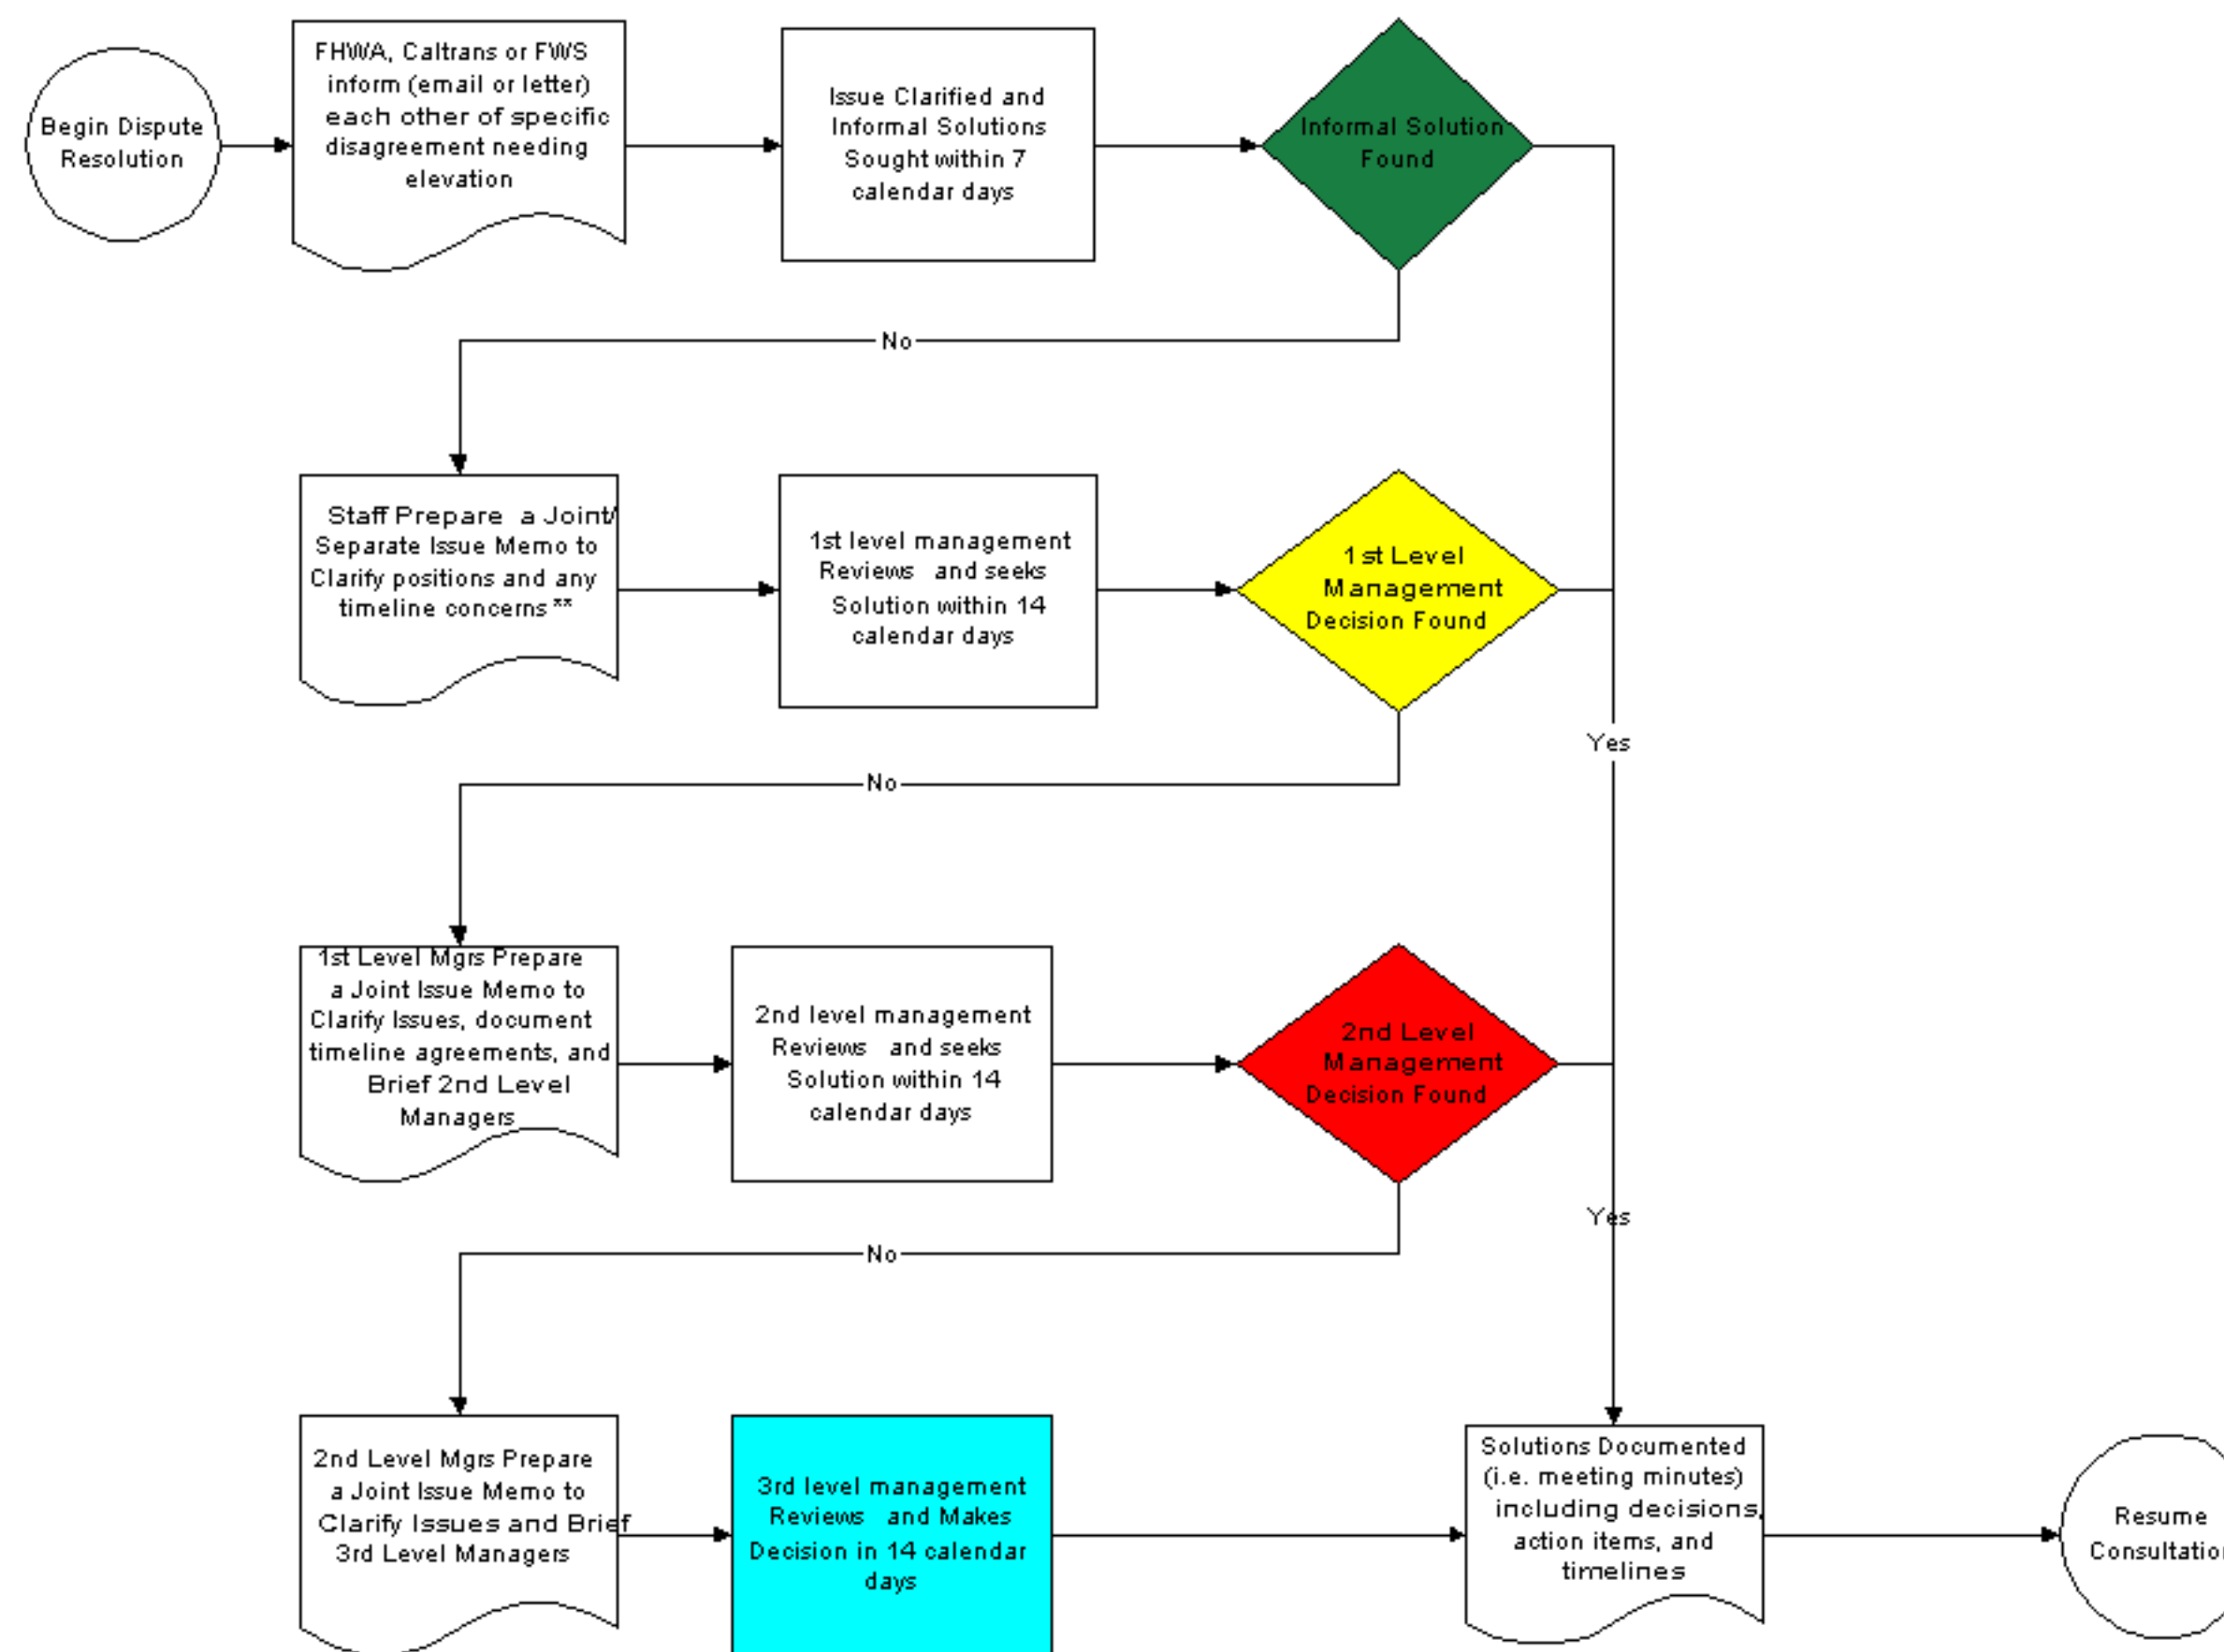 Begin Dispute
Resolution
FHWA, Caltrans or FWS
inform (email or letter)
each other of specific
disagreement needing
elevation
Issue Clarified and
Informal Solutions
Sought within 7
calendar days
Informal Solution
Found
No
Staff Prepare a Joint/
Separate Issue Memo to
Clarify positions and any
timeline concerns **
1st level management
Reviews and seeks
Solution within 14
calendar days
1st Level
Management
Decision Found
Yes
No
1st Level Mgrs Prepare
a Joint Issue Memo to
Clarify Issues, document
timeline agreements, and
Brief 2nd Level
Managers
2nd level management
Reviews and seeks
Solution within 14
calendar days
2nd Level
Management
Decision Found
Yes
No
2nd Level Mgrs Prepare
a Joint Issue Memo to
Clarify Issues and Brief
3rd Level Managers
3rd level management
Reviews and Makes
Decision in 14 calendar
days
Solutions Documented
(i.e. meeting minutes)
including decisions,
action items, and
timelines
Resume
Consultation